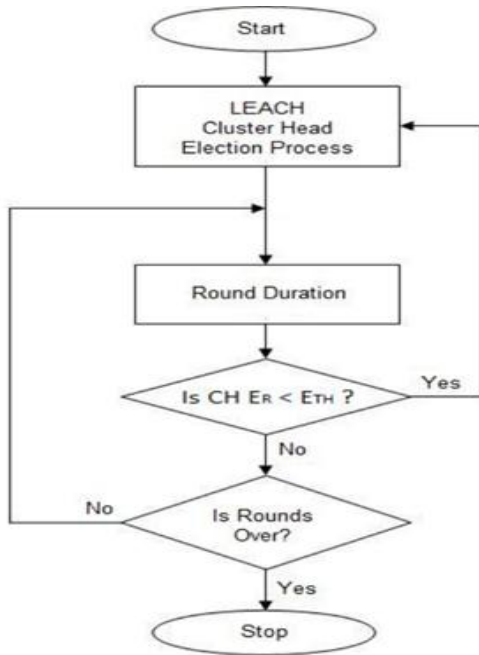 Start
LEACH
Cluster Head
Election Process
Round Duration
Is CH ER < ETH ?
Yes
No
No
Is Rounds
Over?
Yes
Stop